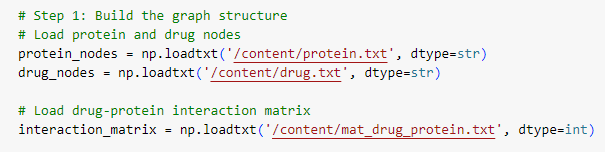 # Step 1: Build the graph structure
# Load protein and drug nodes
protein_nodes = np.loadtxt('/content/protein.txt', dtype=str)
drug_nodes = np.loadtxt('/content/drug.txt', dtype=str)
# Load drug-protein interaction matrix
interaction_matrix = np.loadtxt('/content/mat_drug_protein.txt', dtype=int)